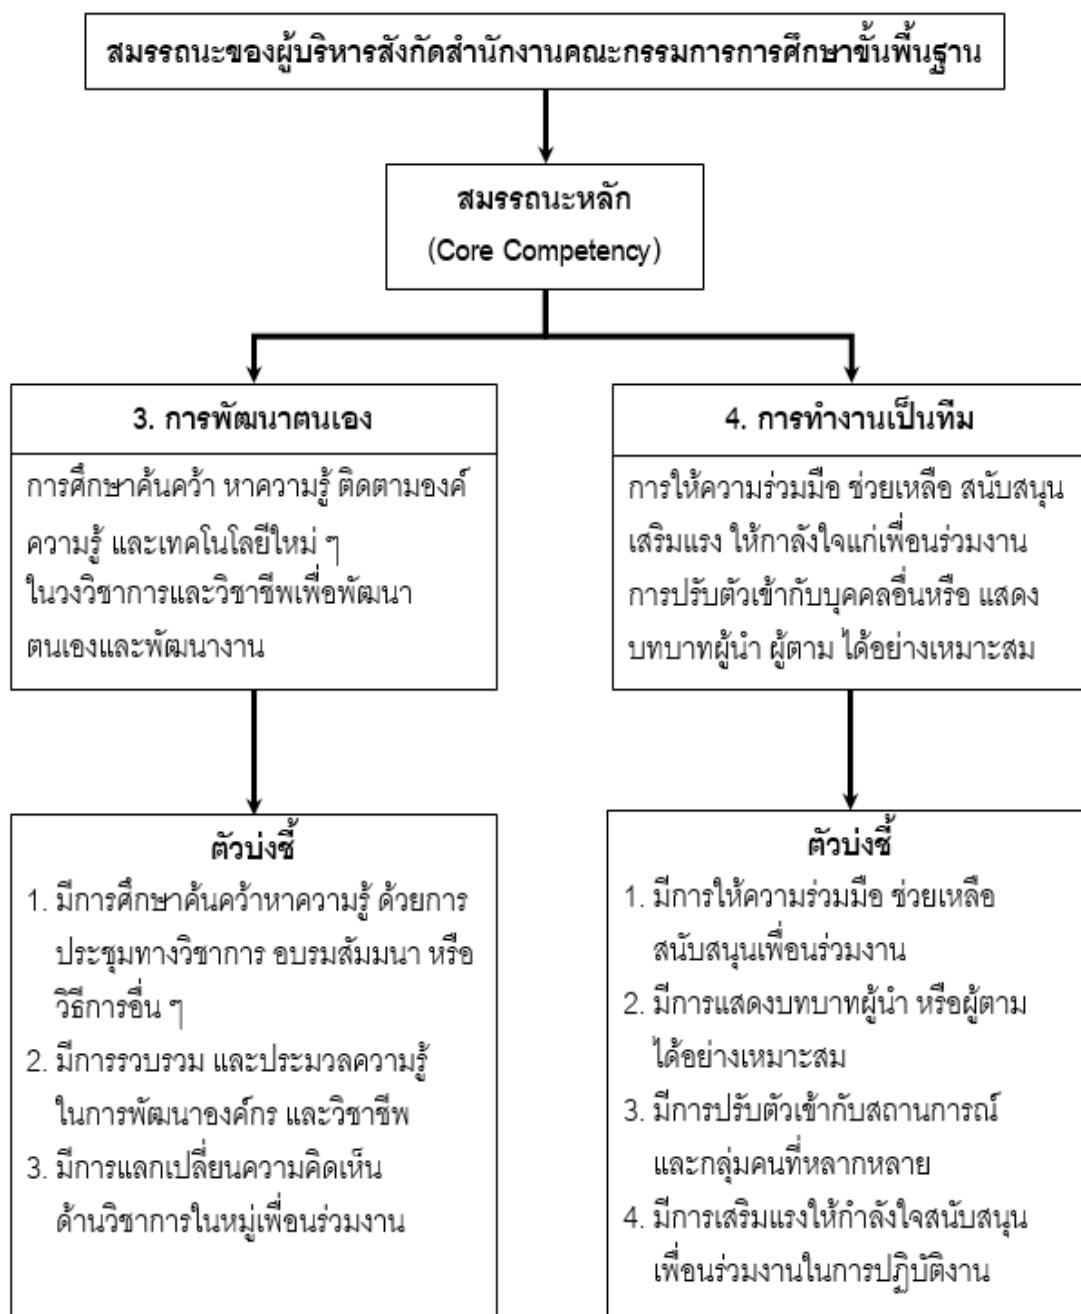 สมรรถนะของผู้บริหารสังกัดสำนักงานคณะกรรมการการศึกษาขั้นพื้นฐาน
สมรรถนะหลัก
(Core Competency)
3. การพัฒนาตนเอง
การศึกษาค้นคว้า หาความรู้ ติดตามองค์
ความรู้ และเทคโนโลยีใหม่ ๆ
ในวงวิชาการและวิชาชีพเพื่อพัฒนา
ตนเองและพัฒนางาน
4. การทำงานเป็นทีม
การให้ความร่วมมือ ช่วยเหลือ สนับสนุน
เสริมแรง ให้กาลังใจแก่เพื่อนร่วมงาน
การปรับตัวเข้ากับบุคคลอื่นหรือ แสดง
บทบาทผู้นำ ผู้ตาม ได้อย่างเหมาะสม
ตัวบ่งชี้
1. มีการศึกษาค้นคว้าหาความรู้ ด้วยการ
ประชุมทางวิชาการ อบรมสัมมนา หรือ
วิธีการอื่น ๆ
2. มีการรวบรวม และประมวลความรู้
ในการพัฒนาองค์กร และวิชาชีพ
3. มีการแลกเปลี่ยนความคิดเห็น
ด้านวิชาการในหมู่เพื่อนร่วมงาน
ตัวบ่งชี้
1. มีการให้ความร่วมมือ ช่วยเหลือ
สนับสนุนเพื่อนร่วมงาน
2. มีการแสดงบทบาทผู้นำ หรือผู้ตาม
ได้อย่างเหมาะสม
3. มีการปรับตัวเข้ากับสถานการณ์
และกลุ่มคนที่หลากหลาย
4. มีการเสริมแรงให้กำลังใจสนับสนุน
เพื่อนร่วมงานในการปฏิบัติงาน